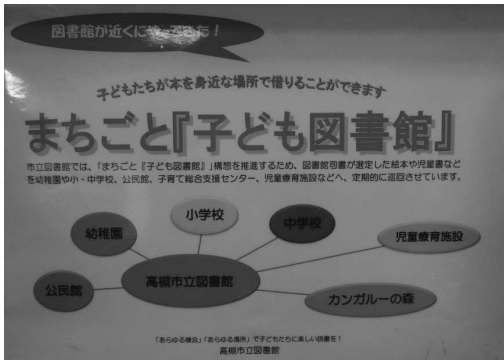 図書館が近くにやってきた！
子どもたちが本を身近な場所で借りることができます
まちごと『子ども図書館』
市立図書館では、「まちごと『子ども図書館』」構想を推進するため、図書館司書が選定した絵本や児童書など
を幼稚園や小・中学校、公民館、子育て総合支援センター、児童療育施設などへ、定期的に巡回させています。
小学校
幼稚園
中学校
児童療育施設
公民館
高槻市立図書館
カンガルーの森
「あらゆる機会」「あらゆる場所」で子どもたちに楽しい読書を！
高槻市立図書館